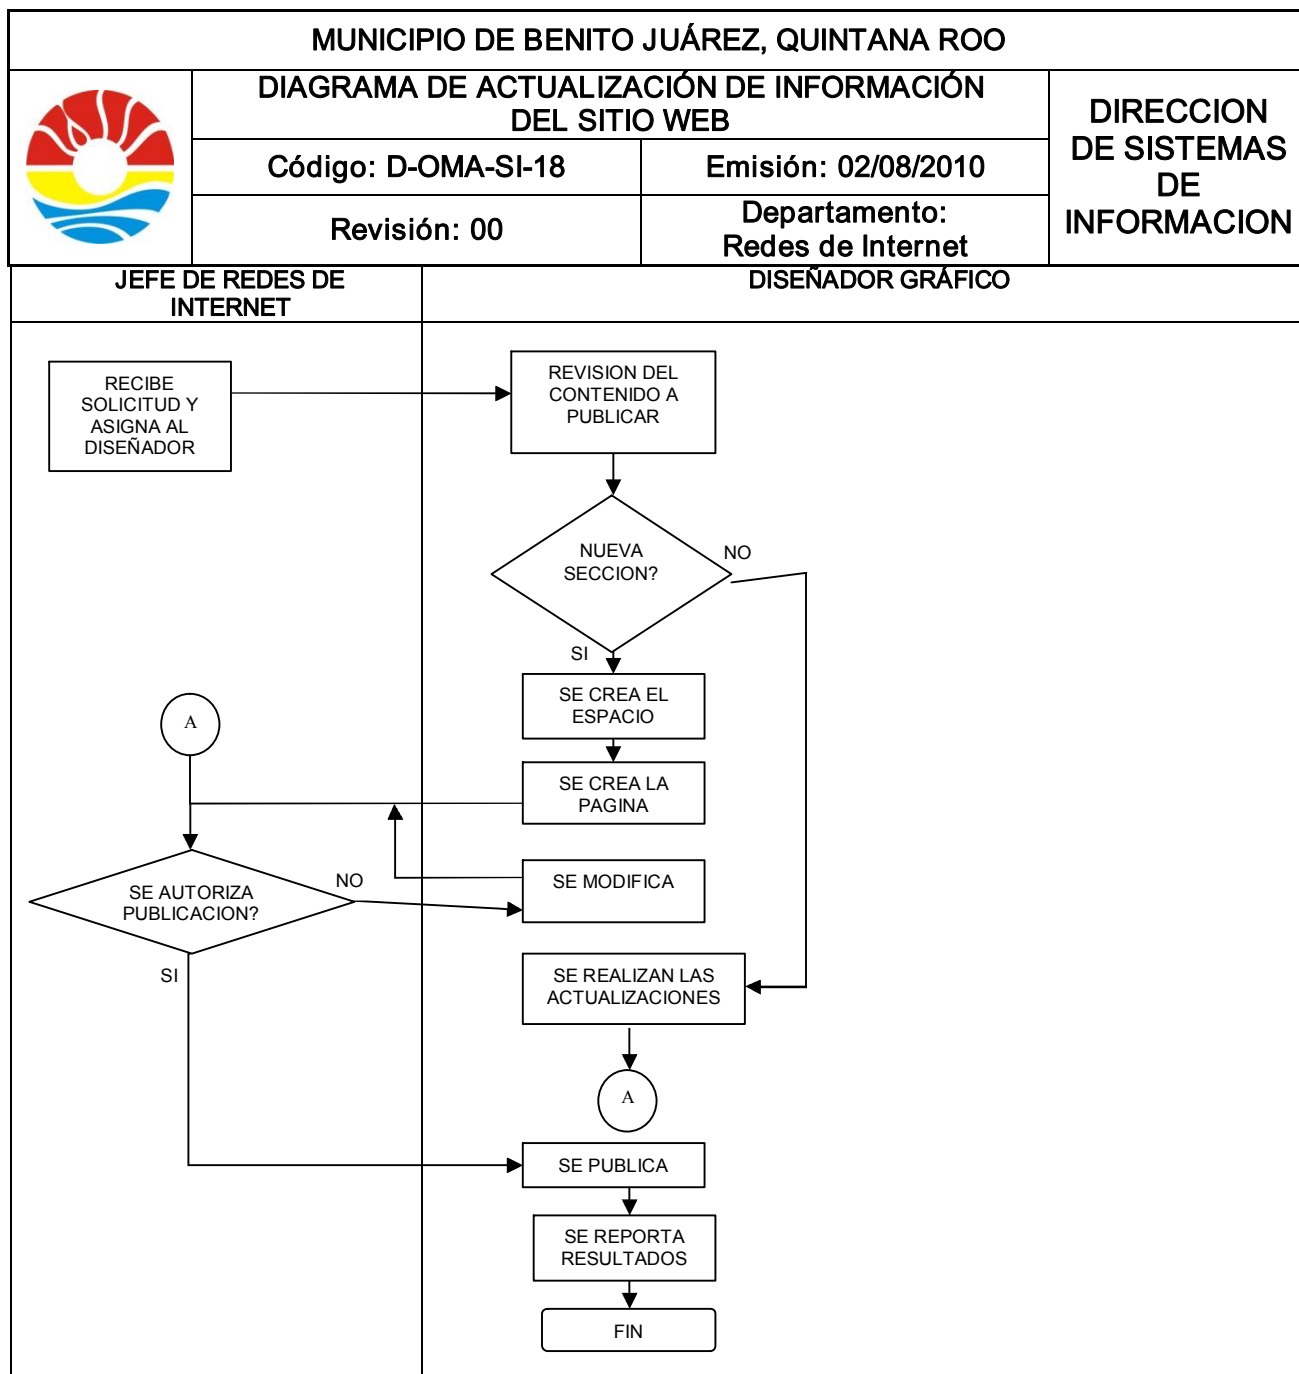 MUNICIPIO DE BENITO JUÁREZ, QUINTANA ROO
DIAGRAMA DE ACTUALIZACIÓN DE INFORMACIÓN
DEL SITIO WEB
Código: D-OMA-SI-18
Emisión: 02/08/2010
Revisión: 00
Departamento:
Redes de Internet
DIRECCION
DE SISTEMAS
DE
INFORMACION
JEFE DE REDES DE
INTERNET
DISEÑADOR GRÁFICO
RECIBE
SOLICITUD Y
ASIGNA AL
DISEÑADOR
REVISION DEL
CONTENIDO A
PUBLICAR
NUEVA
SECCION?
NO
SI
SE CREA EL
ESPACIO
A
SE CREA LA
PAGINA
SE AUTORIZA
PUBLICACION?
NO
SE MODIFICA
SI
SE REALIZAN LAS
ACTUALIZACIONES
A
SE PUBLICA
SE REPORTA
RESULTADOS
FIN